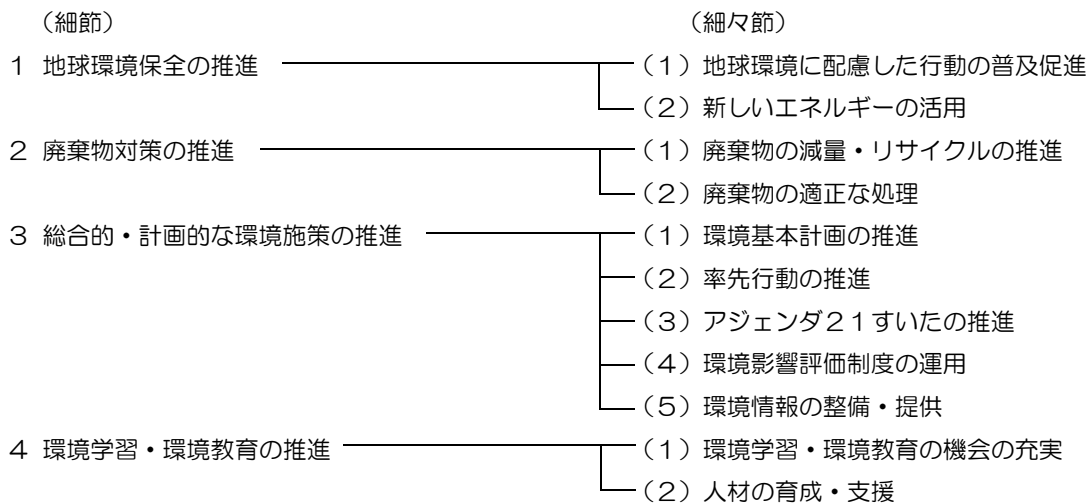 （細節） （細々節）
１ 地球環境保全の推進 （１）地球環境に配慮した行動の普及促進
（２）新しいエネルギーの活用
２ 廃棄物対策の推進 （１）廃棄物の減量・リサイクルの推進
（２）廃棄物の適正な処理
３ 総合的・計画的な環境施策の推進 （１）環境基本計画の推進
（２）率先行動の推進
（３）アジェンダ２１すいたの推進
（４）環境影響評価制度の運用
（５）環境情報の整備・提供
４ 環境学習・環境教育の推進 （１）環境学習・環境教育の機会の充実
（２）人材の育成・支援